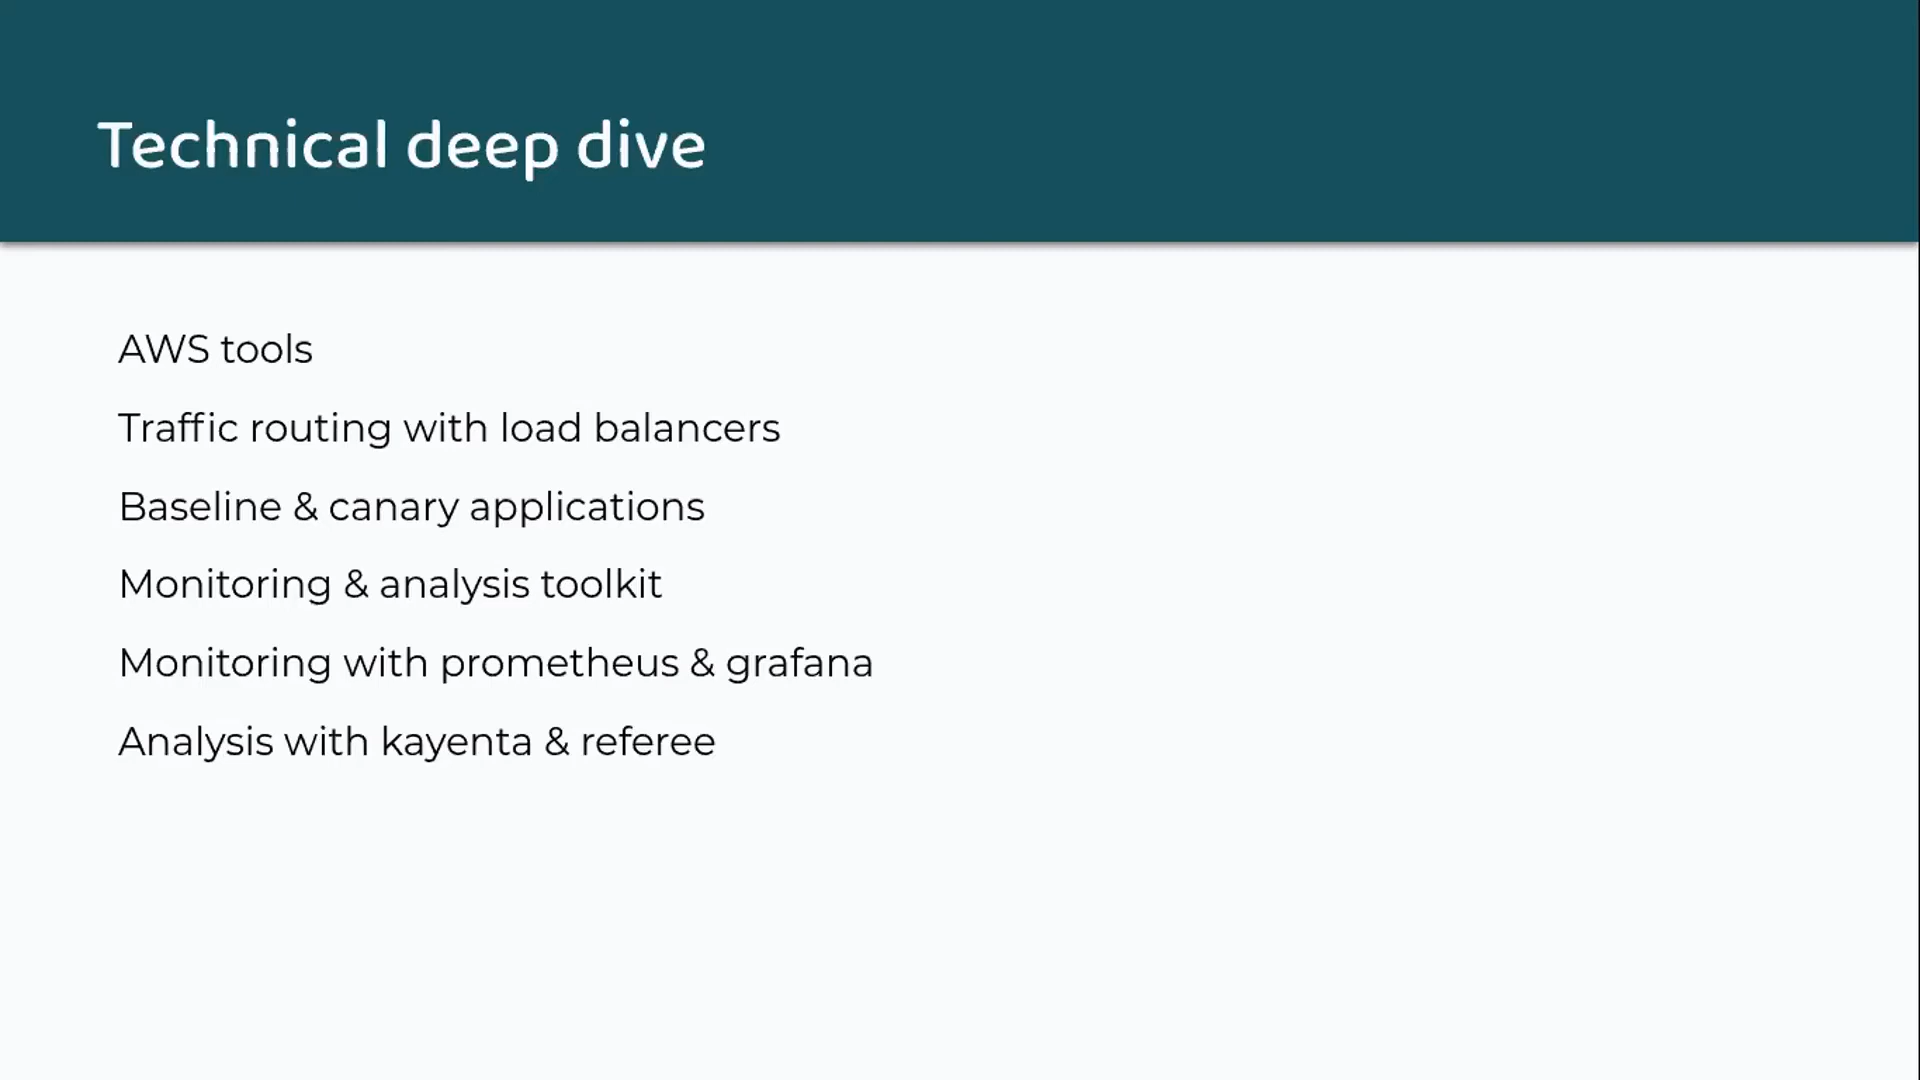 Technical deep dive
AWS tools
Traffic routing with load balancers
Baseline & canary applications
Monitoring & analysis toolkit
Monitoring with prometheus & grafana
Analysis with kayenta & referee